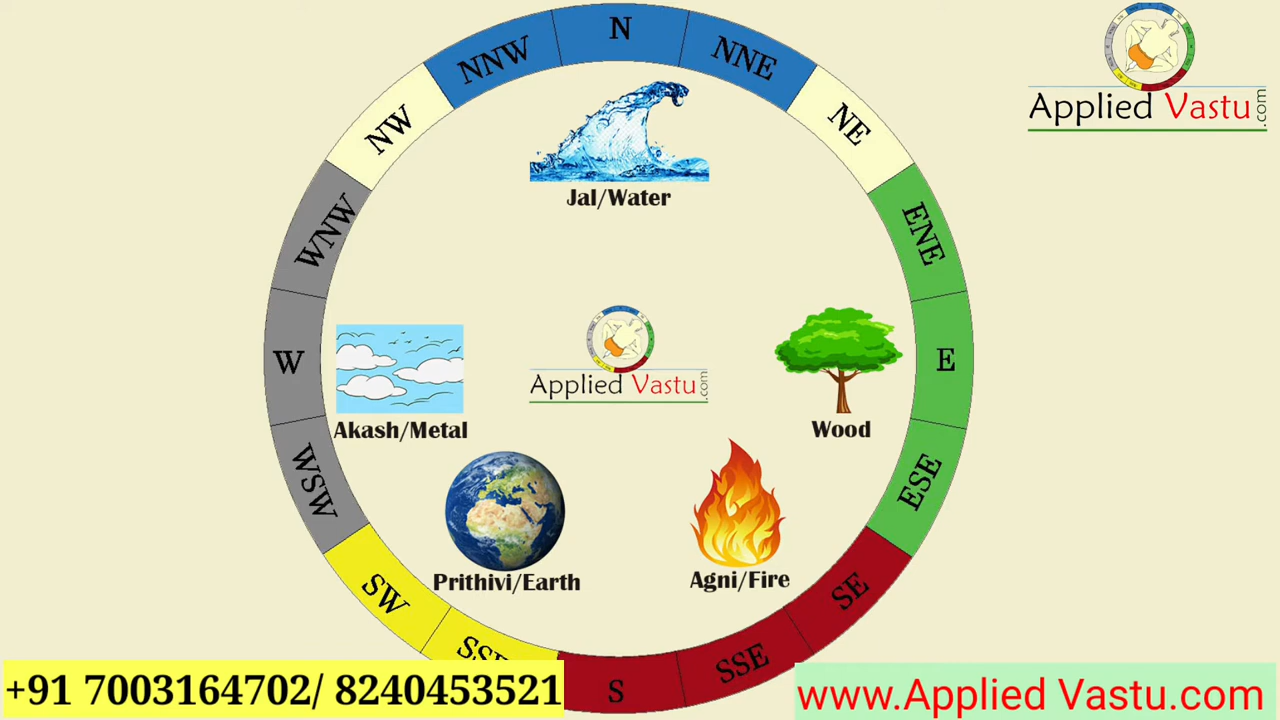 N
NNW
NNE
NW
NE
WNW
ENE
W
E
WSW
ESE
SW
SE
SSE
S
Jal/Water
Akash/Metal
Wood
Prithivi/Earth
Agni/Fire
Applied Vastu.com
Applied Vastu.com
+91 7003164702/ 8240453521
www.Applied Vastu.com